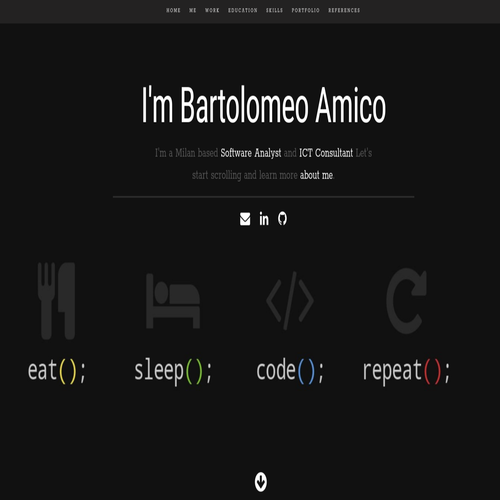 HOME ME WORK EDUCATION SKILLS PORTFOLIO REFERENCES
I'm Bartolomeo Amico
I'm a Milan based Software Analyst and ICT Consultant Let's
start scrolling and learn more about me.
eat(); sleep(); code(); repeat();